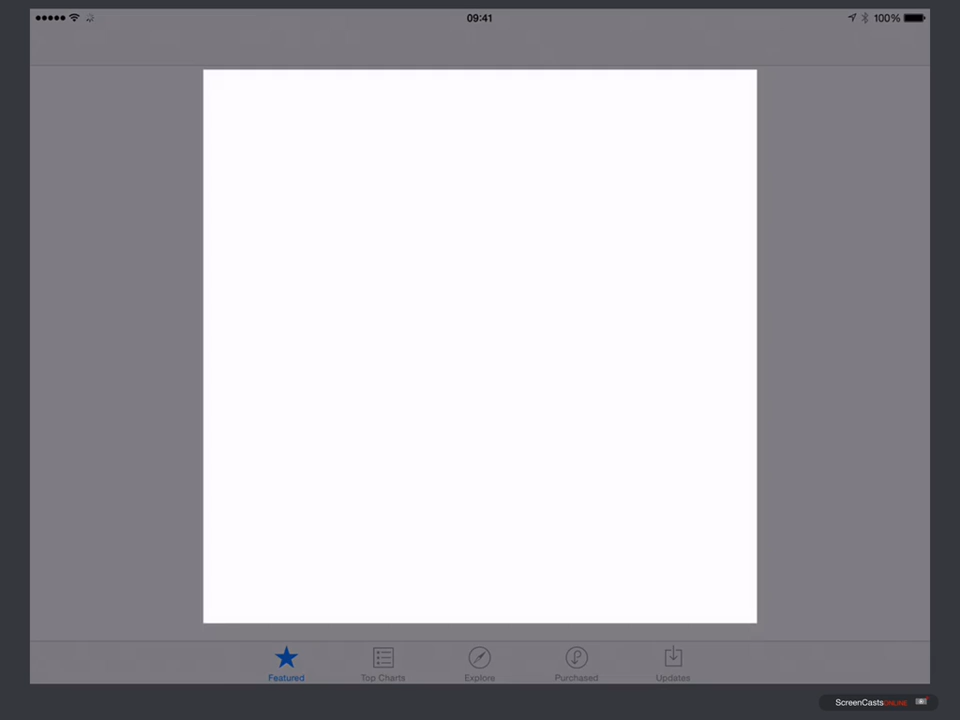 09:41
100%
Featured
Top Charts
Explore
Purchased
Updates
ScreenCastsONLINE